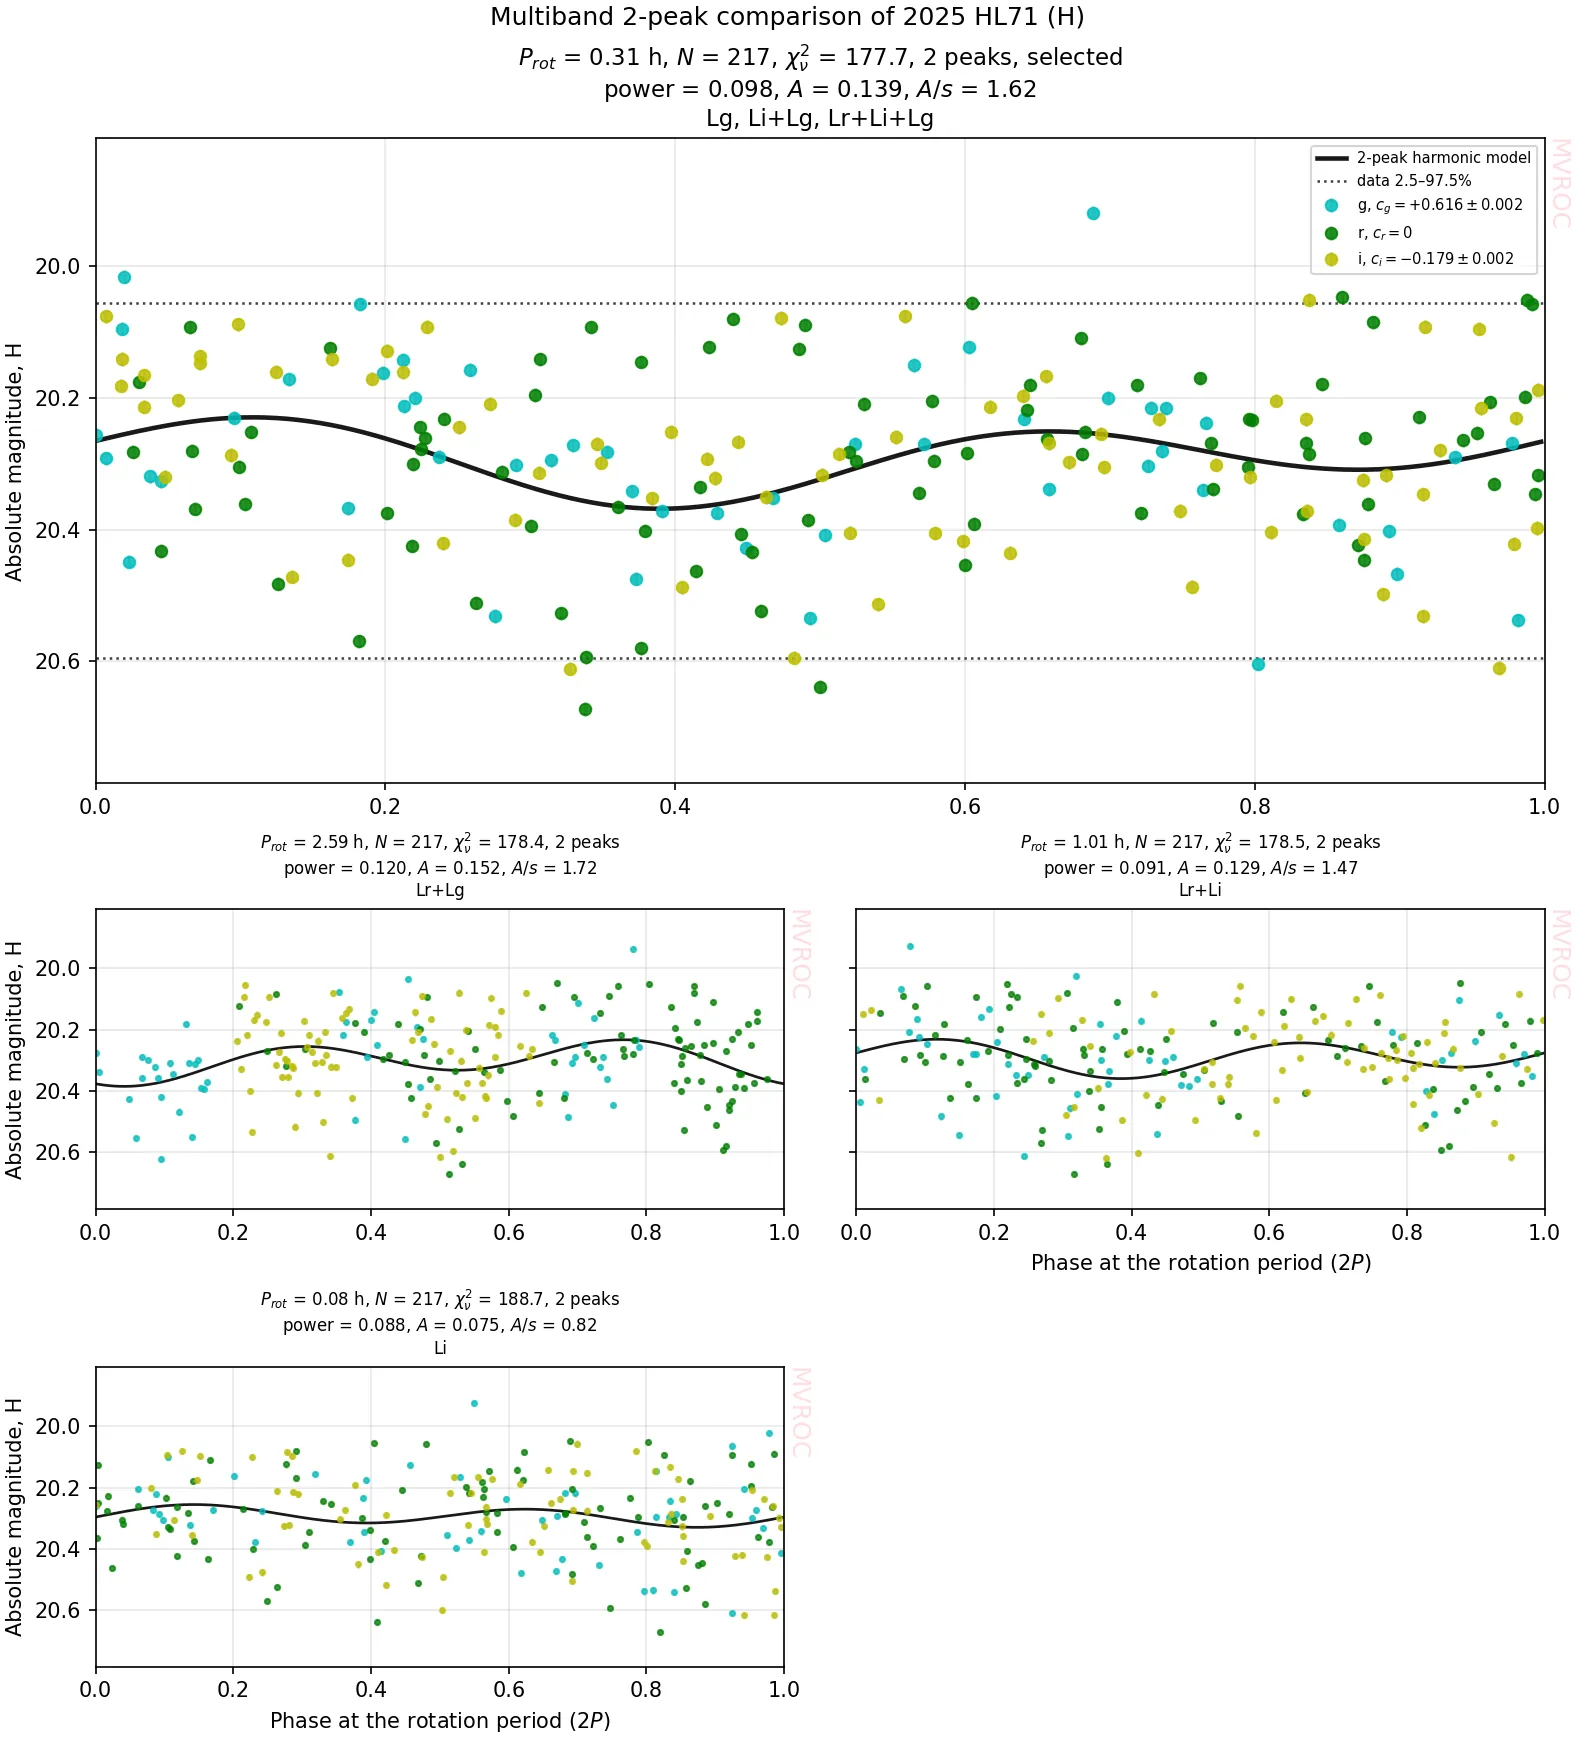 Multiband 2-peak comparison of 2025 HL71 (H)
P_rot = 0.31 h, N = 217, χ²_ν = 177.7, 2 peaks, selected
power = 0.098, A = 0.139, A/s = 1.62
Lg, Li+Lg, Lr+Li+Lg
2-peak harmonic model
data 2.5–97.5%
g, c_g = +0.616 ± 0.002
r, c_r = 0
i, c_i = −0.179 ± 0.002
MVROC
Absolute magnitude, H
20.0
20.2
20.4
20.6
0.0 0.2 0.4 0.6 0.8 1.0
P_rot = 2.59 h, N = 217, χ²_ν = 178.4, 2 peaks
power = 0.120, A = 0.152, A/s = 1.72
Lr+Lg
MVROC
Absolute magnitude, H
20.0
20.2
20.4
20.6
0.0 0.2 0.4 0.6 0.8 1.0
P_rot = 1.01 h, N = 217, χ²_ν = 178.5, 2 peaks
power = 0.091, A = 0.129, A/s = 1.47
Lr+Li
MVROC
0.0 0.2 0.4 0.6 0.8 1.0
Phase at the rotation period (2P)
P_rot = 0.08 h, N = 217, χ²_ν = 188.7, 2 peaks
power = 0.088, A = 0.075, A/s = 0.82
Li
MVROC
Absolute magnitude, H
20.0
20.2
20.4
20.6
0.0 0.2 0.4 0.6 0.8 1.0
Phase at the rotation period (2P)